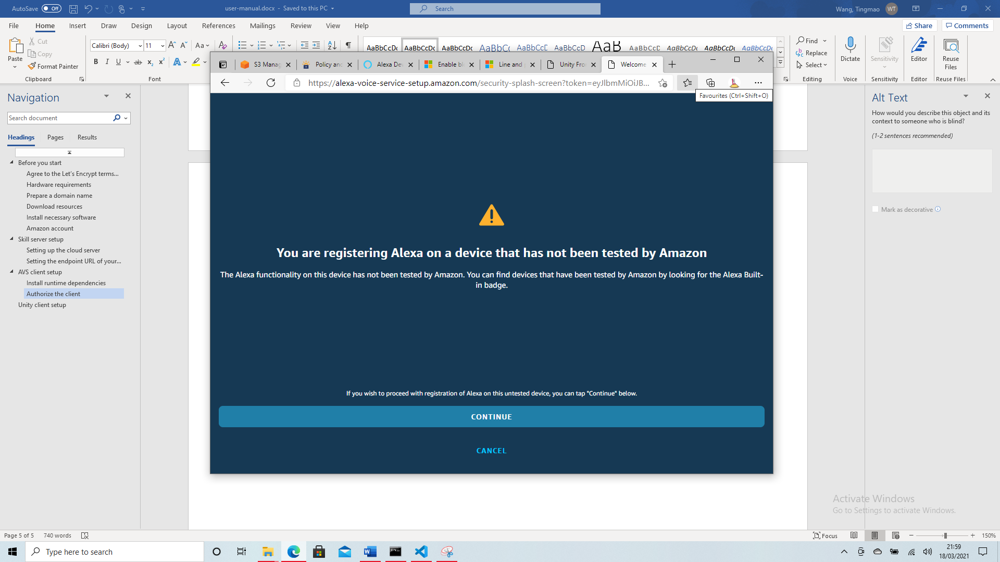 AutoSave Off
user-manual.docx - Saved to this PC
Search
Wang, Tingmao WT
File Home Insert Draw Design Layout References Mailings Review View Help
Share Comments
Paste
Cut
Copy
Format Painter
Clipboard
Calibri (Body) 11
Font
AaBbCcDc AaBbCcDc AaBbCcDc AaBbCc AaBbCcD AaB AaBbCcD AaBbCcDc AaBbCcDc AaBbCcDc
Find
Replace
Select
Editing
Dictate
Voice
Sensitivity
Sensitivity
Editor
Editor
Reuse
Files
Reuse Files
S3 Manag Policy and Alexa Dev Enable bl Line and Unity Fro Welcome
https://alexa-voice-service-setup.amazon.com/security-splash-screen?token=eyJlbmMiOiJB...
Favourites (Ctrl+Shift+O)
Navigation
Search document
Headings Pages Results
Before you start
Agree to the Let's Encrypt terms...
Hardware requirements
Prepare a domain name
Download resources
Install necessary software
Amazon account
Skill server setup
Setting up the cloud server
Setting the endpoint URL of your...
AVS client setup
Install runtime dependencies
Authorize the client
Unity client setup
You are registering Alexa on a device that has not been tested by Amazon
The Alexa functionality on this device has not been tested by Amazon. You can find devices that have been tested by Amazon by looking for the Alexa Built-
in badge.
If you wish to proceed with registration of Alexa on this untested device, you can tap "Continue" below.
CONTINUE
CANCEL
Alt Text
How would you describe this object and its
context to someone who is blind?
(1-2 sentences recommended)
Mark as decorative
Activate Windows
Go to Settings to activate Windows.
Page 5 of 5 740 words
Focus
150%
Type here to search
21:59
18/03/2021